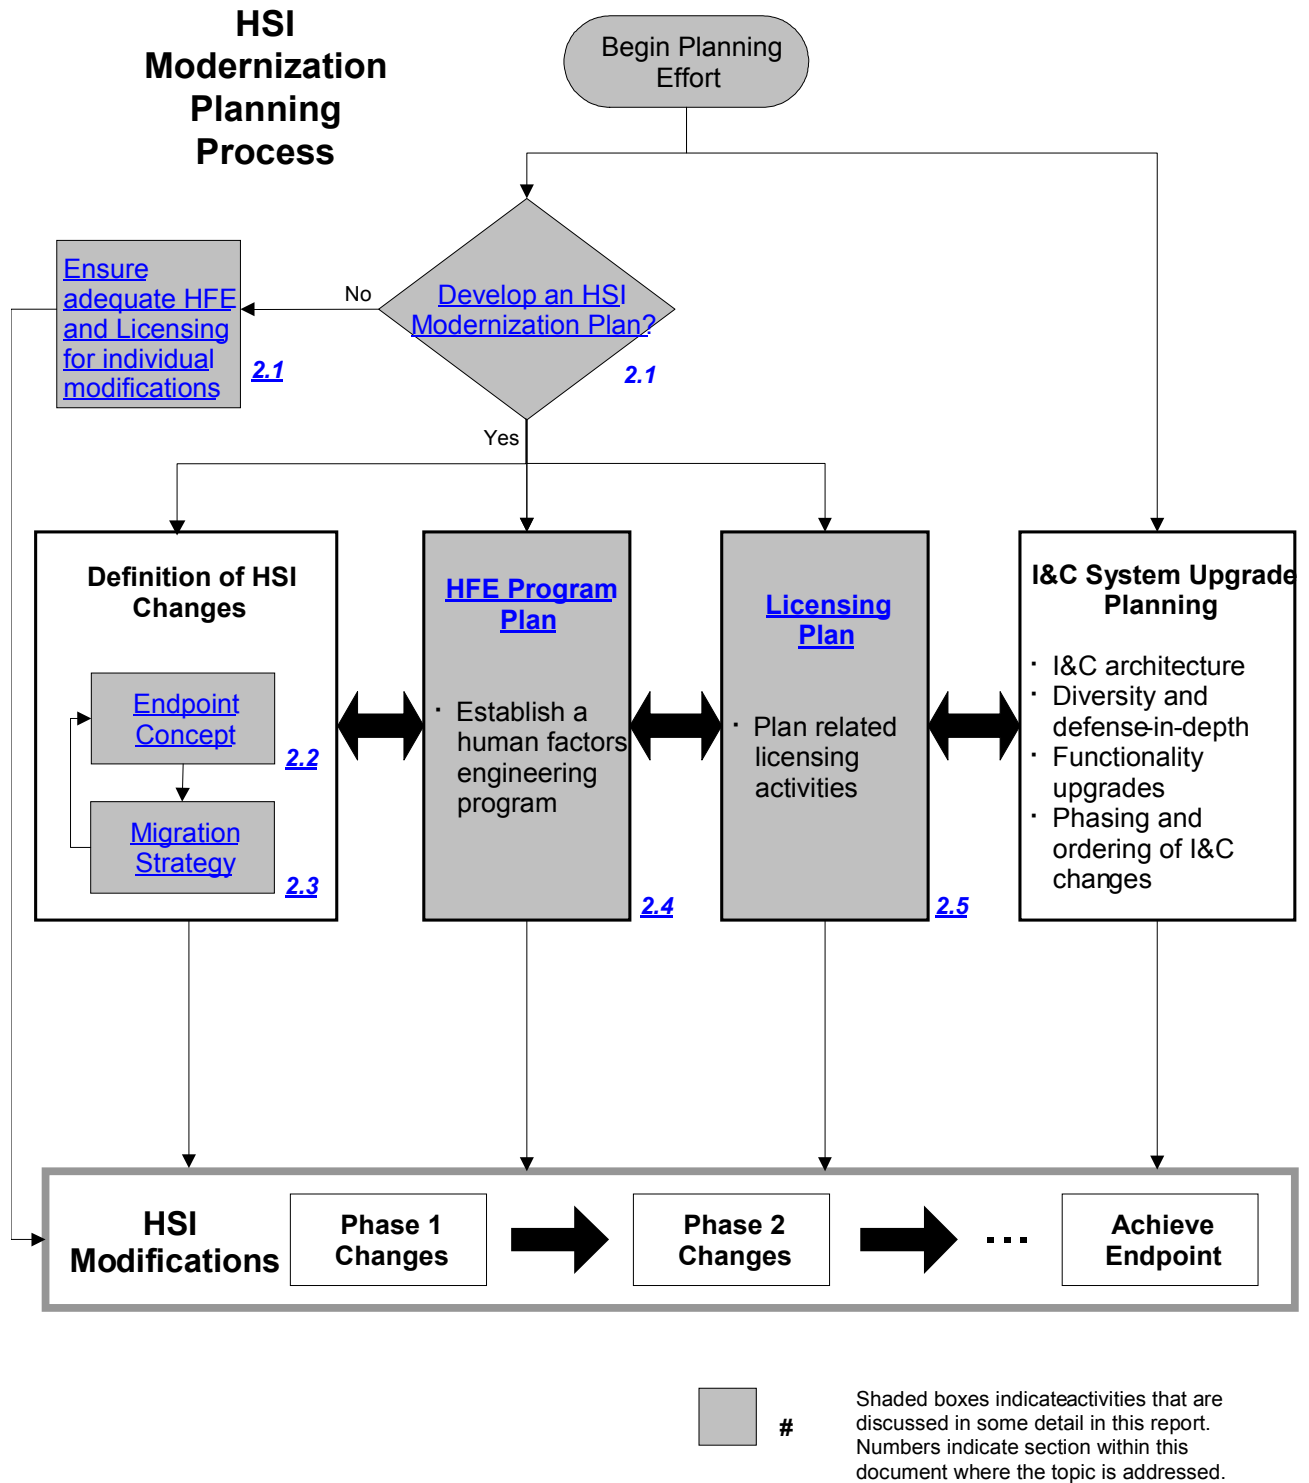 HSI
Modernization
Planning
Process
Begin Planning
Effort
Ensure
adequate HFE
and Licensing
for individual
modifications
2.1
No
Develop an HSI
Modernization Plan?
2.1
Yes
Definition of HSI
Changes
Endpoint
Concept
2.2
Migration
Strategy
2.3
HFE Program
Plan
· Establish a
human factors
engineering
program
2.4
Licensing
Plan
· Plan related
licensing
activities
2.5
I&C System Upgrade
Planning
· I&C architecture
· Diversity and
defense-in-depth
· Functionality
upgrades
· Phasing and
ordering of I&C
changes
HSI
Modifications
Phase 1
Changes
Phase 2
Changes
...
Achieve
Endpoint
#
Shaded boxes indicateactivities that are
discussed in some detail in this report.
Numbers indicate section within this
document where the topic is addressed.